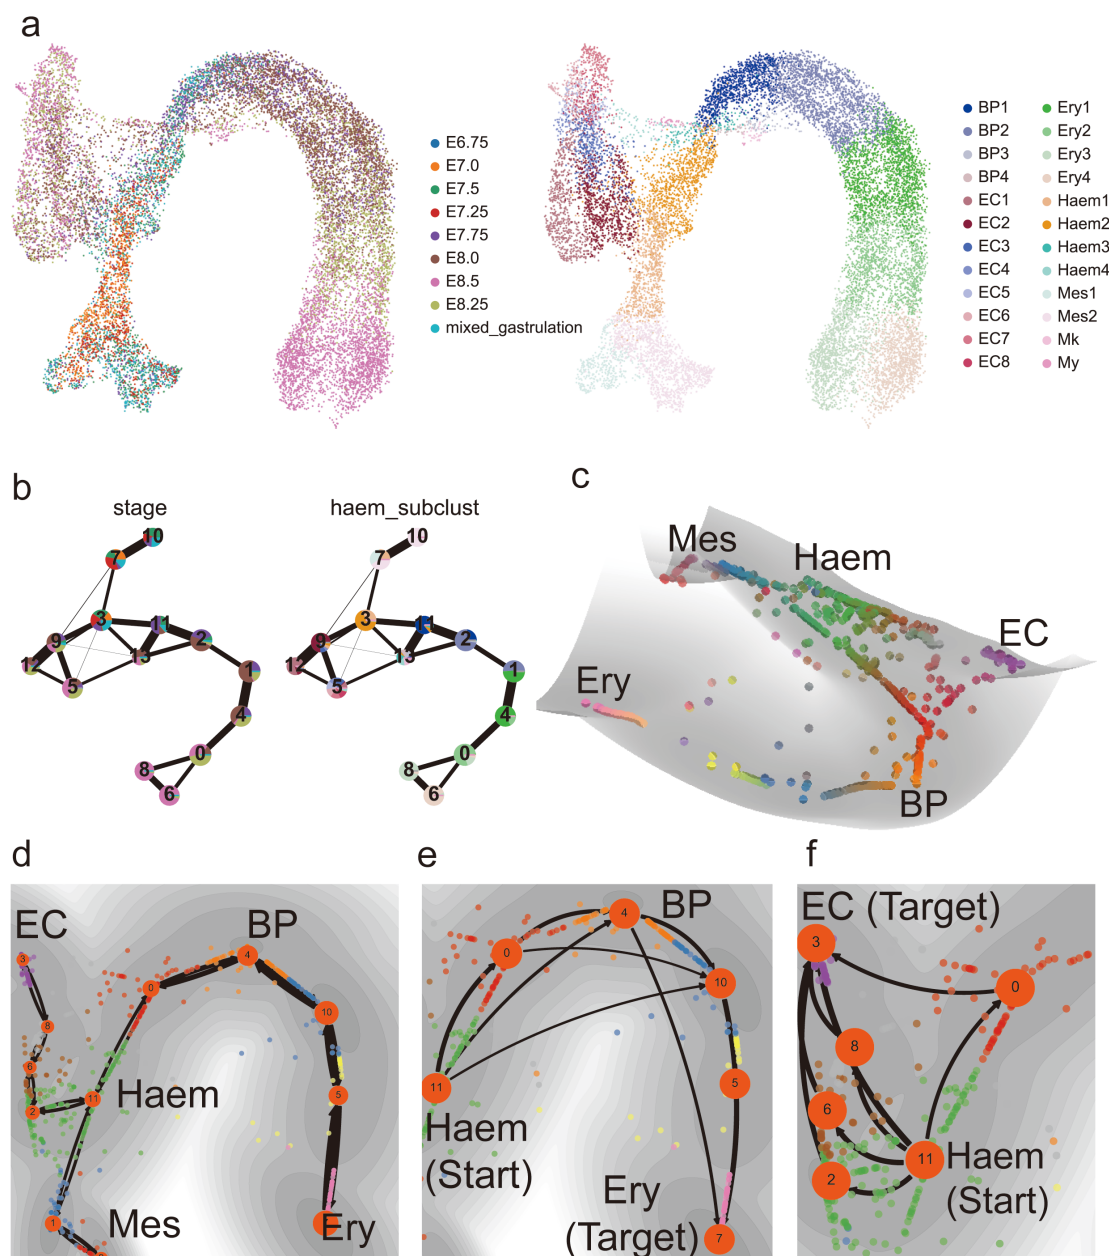 a
E6.75
E7.0
E7.5
E7.25
E7.75
E8.0
E8.5
E8.25
mixed_gastrulation
BP1
BP2
BP3
BP4
EC1
EC2
EC3
EC4
EC5
EC6
EC7
EC8
Ery1
Ery2
Ery3
Ery4
Haem1
Haem2
Haem3
Haem4
Mes1
Mes2
Mk
My
b
stage
10
7
3
11
2
9
13
12
5
1
4
0
8
6
haem_subclust
10
7
3
11
2
9
13
12
5
1
4
0
8
6
c
Mes
Haem
EC
Ery
BP
d
EC
BP
3
4
0
10
8
6
5
2
11
Haem
1
Mes
Ery
e
4
BP
0
10
11
5
Haem
(Start)
Ery
(Target)
7
f
EC (Target)
3
0
8
6
11
Haem
(Start)
2